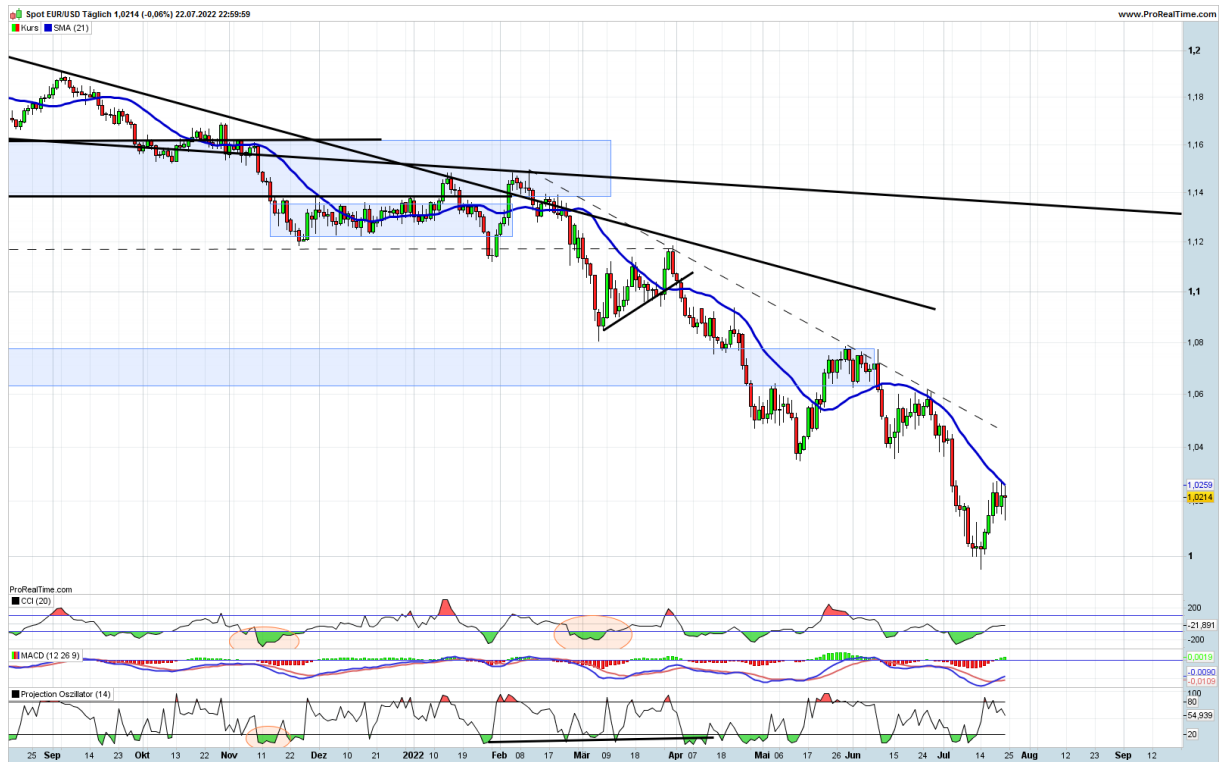 Spot EUR/USD Täglich 1,0214 (-0,06%) 22.07.2022 22:59:59
www.ProRealTime.com
Kurs SMA (21)
1,2
1,18
1,16
1,14
1,12
1,1
1,08
1,06
1,04
1,0259
1,0214
1
ProRealTime.com
CCI (20)
200
-21,891
-200
MACD (12 26 9)
0,0019
-0,0090
-0,0109
Projection Oszillator (14)
100
80
54,939
20
25 Sep 14 23 Okt 13 22 Nov 11 22 Dez 10 21 2022 10 19 Feb 08 17 Mär 09 18 Apr 08 18 Mai 06 17 26 Jun 15 24 Jul 14 25 Aug 12 23 Sep 12